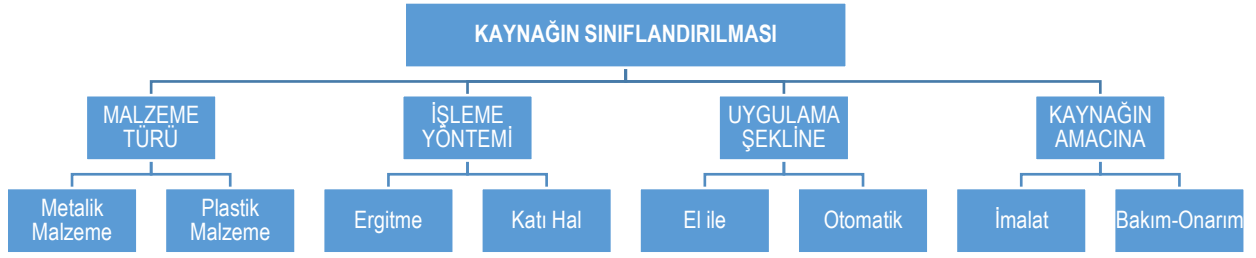 KAYNAĞIN SINIFLANDIRILMASI
MALZEME
TÜRÜ
İŞLEME
YÖNTEMİ
UYGULAMA
ŞEKLİNE
KAYNAĞIN
AMACINA
Metalik
Malzeme
Plastik
Malzeme
Ergitme
Katı Hal
El ile
Otomatik
İmalat
Bakım-Onarım